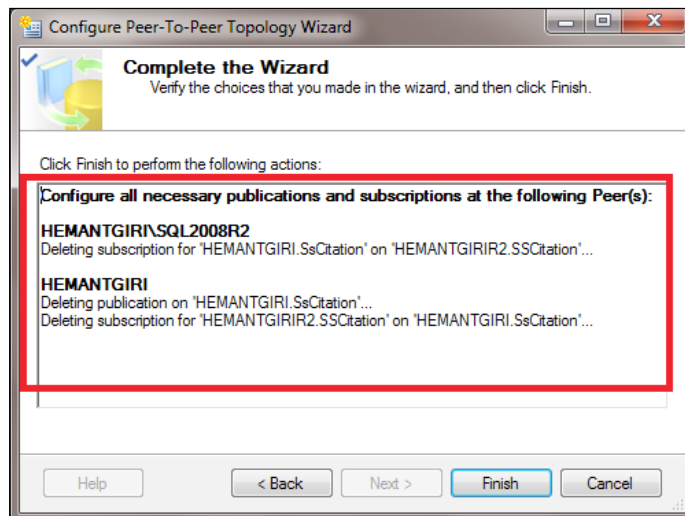 Configure Peer-To-Peer Topology Wizard
Complete the Wizard
Verify the choices that you made in the wizard, and then click Finish.
Click Finish to perform the following actions:
Configure all necessary publications and subscriptions at the following Peer(s):
HEMANTGIRI\SQL2008R2
Deleting subscription for 'HEMANTGIRI.SsCitation' on 'HEMANTGIRIR2.SSCitation'...
HEMANTGIRI
Deleting publication on 'HEMANTGIRI.SsCitation'...
Deleting subscription for 'HEMANTGIRIR2.SSCitation' on 'HEMANTGIRI.SsCitation'...
Help < Back Next > Finish Cancel